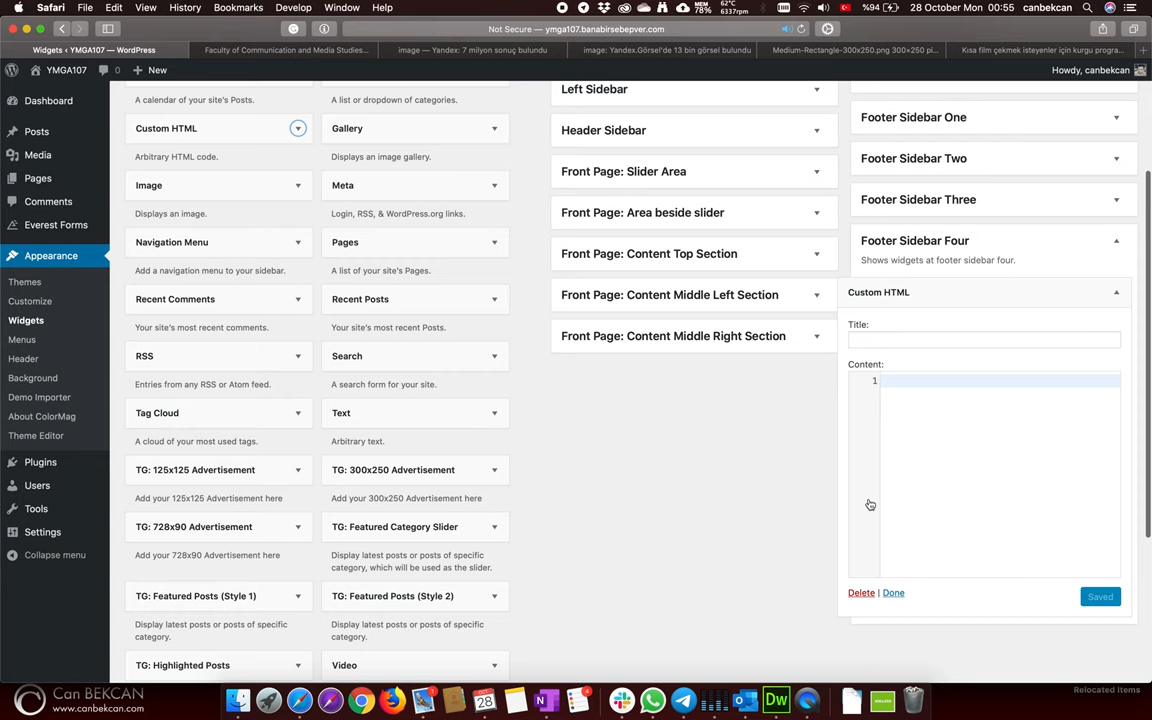 Safari File Edit View History Bookmarks Develop Window Help MEM 78% 62°C 6337rpm %94 28 October Mon 00:55 canbekcan
Not Secure — ymga107.banabirsebepver.com
Widgets ‹ YMGA107 — WordPress
Faculty of Communication and Media Studies...
image — Yandex: 7 milyon sonuç bulundu
image: Yandex.Görsel'de 13 bin görsel bulundu
Medium-Rectangle-300x250.png 300×250 pi...
Kısa film çekmek isteyenler için kurgu progra...
YMGA107 0 New Howdy, canbekcan
Dashboard
Posts
Media
Pages
Comments
Everest Forms
Appearance
Themes
Customize
Widgets
Menus
Header
Background
Demo Importer
About ColorMag
Theme Editor
Plugins
Users
Tools
Settings
Collapse menu
A calendar of your site's Posts.
A list or dropdown of categories.
Custom HTML
Gallery
Arbitrary HTML code.
Displays an image gallery.
Image
Meta
Displays an image.
Login, RSS, & WordPress.org links.
Navigation Menu
Pages
Add a navigation menu to your sidebar.
A list of your site's Pages.
Recent Comments
Recent Posts
Your site's most recent comments.
Your site's most recent Posts.
RSS
Search
Entries from any RSS or Atom feed.
A search form for your site.
Tag Cloud
Text
A cloud of your most used tags.
Arbitrary text.
TG: 125x125 Advertisement
TG: 300x250 Advertisement
Add your 125x125 Advertisement here
Add your 300x250 Advertisement here
TG: 728x90 Advertisement
TG: Featured Category Slider
Add your 728x90 Advertisement here
Display latest posts or posts of specific
category, which will be used as the slider.
TG: Featured Posts (Style 1)
TG: Featured Posts (Style 2)
Display latest posts or posts of specific
category.
Display latest posts or posts of specific
category.
TG: Highlighted Posts
Video
Left Sidebar
Header Sidebar
Front Page: Slider Area
Front Page: Area beside slider
Front Page: Content Top Section
Front Page: Content Middle Left Section
Front Page: Content Middle Right Section
Footer Sidebar One
Footer Sidebar Two
Footer Sidebar Three
Footer Sidebar Four
Shows widgets at footer sidebar four.
Custom HTML
Title:
Content:
1
Delete | Done
Saved
Can BEKCAN
www.canbekcan.com
28
Dw
Relocated Items